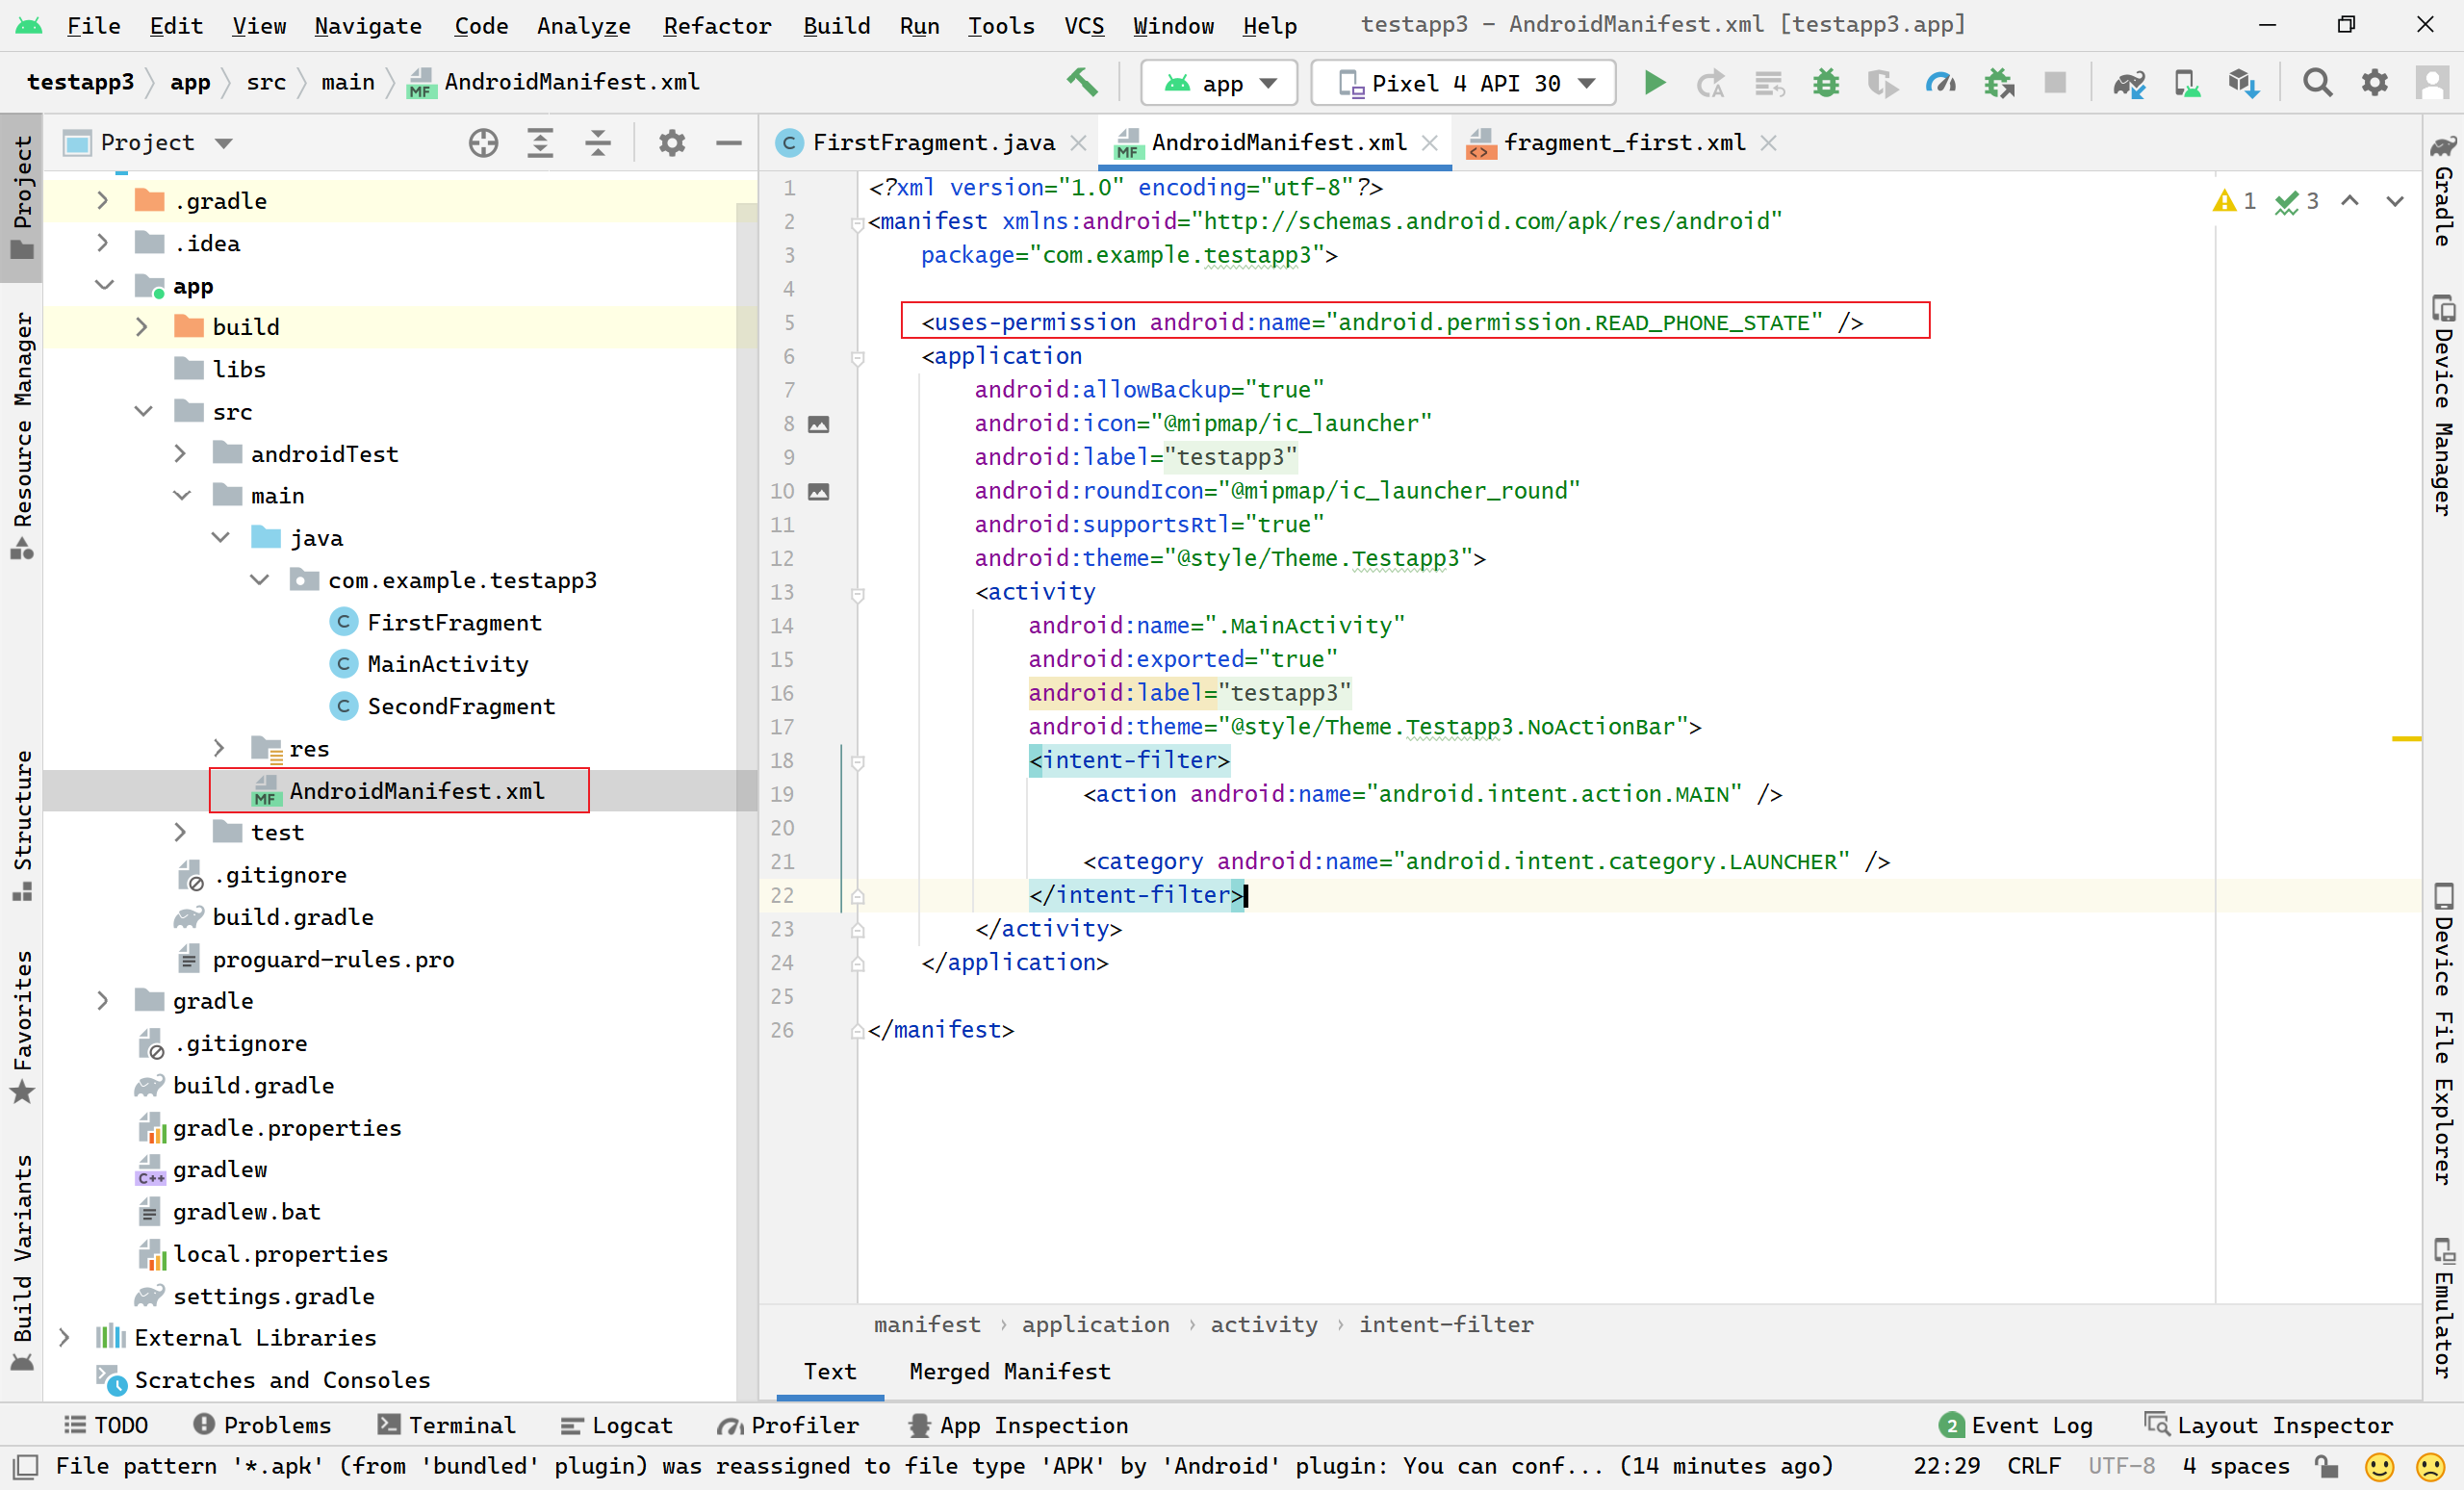 File Edit View Navigate Code Analyze Refactor Build Run Tools VCS Window Help testapp3 - AndroidManifest.xml [testapp3.app]
testapp3 app src main AndroidManifest.xml app Pixel 4 API 30
Project
FirstFragment.java AndroidManifest.xml fragment_first.xml
Project
Resource Manager
Structure
Favorites
Build Variants
.gradle
.idea
app
build
libs
src
androidTest
main
java
com.example.testapp3
FirstFragment
MainActivity
SecondFragment
res
AndroidManifest.xml
test
.gitignore
build.gradle
proguard-rules.pro
gradle
.gitignore
build.gradle
gradle.properties
gradlew
gradlew.bat
local.properties
settings.gradle
External Libraries
Scratches and Consoles
1 <?xml version="1.0" encoding="utf-8"?>
2 <manifest xmlns:android="http://schemas.android.com/apk/res/android"
3 package="com.example.testapp3">
4
5 <uses-permission android:name="android.permission.READ_PHONE_STATE" />
6 <application
7 android:allowBackup="true"
8 android:icon="@mipmap/ic_launcher"
9 android:label="testapp3"
10 android:roundIcon="@mipmap/ic_launcher_round"
11 android:supportsRtl="true"
12 android:theme="@style/Theme.Testapp3">
13 <activity
14 android:name=".MainActivity"
15 android:exported="true"
16 android:label="testapp3"
17 android:theme="@style/Theme.Testapp3.NoActionBar">
18 <intent-filter>
19 <action android:name="android.intent.action.MAIN" />
20
21 <category android:name="android.intent.category.LAUNCHER" />
22 </intent-filter>
23 </activity>
24 </application>
25
26 </manifest>
1 3
manifest › application › activity › intent-filter
Text Merged Manifest
Gradle
Device Manager
Device File Explorer
Emulator
TODO Problems Terminal Logcat Profiler App Inspection 2 Event Log Layout Inspector
File pattern '*.apk' (from 'bundled' plugin) was reassigned to file type 'APK' by 'Android' plugin: You can conf... (14 minutes ago) 22:29 CRLF UTF-8 4 spaces